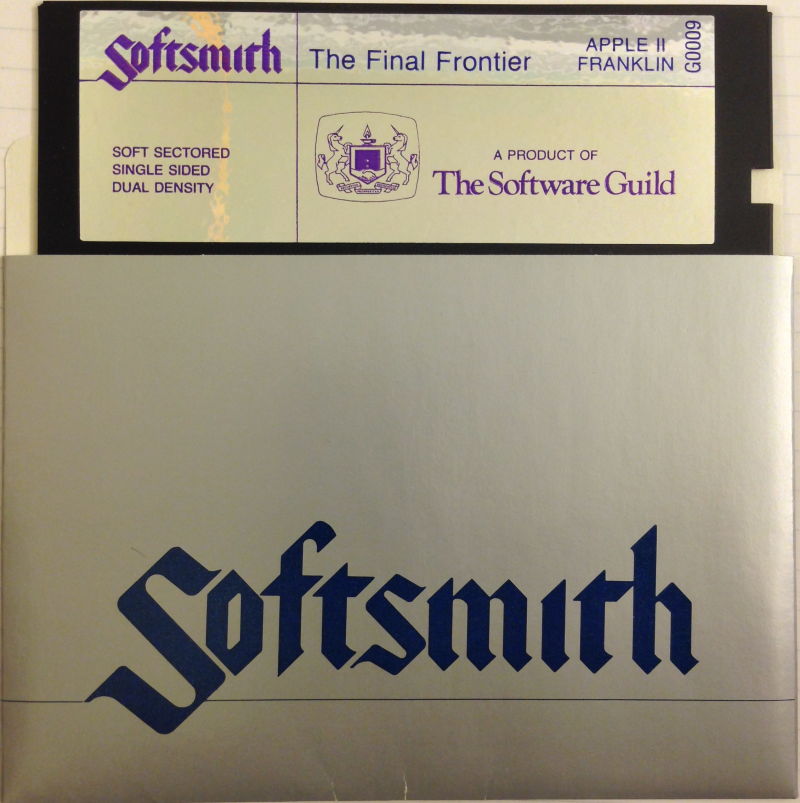 Softsmith
The Final Frontier
APPLE II
FRANKLIN
G0009
SOFT SECTORED
SINGLE SIDED
DUAL DENSITY
A PRODUCT OF
The Software Guild
Softsmith